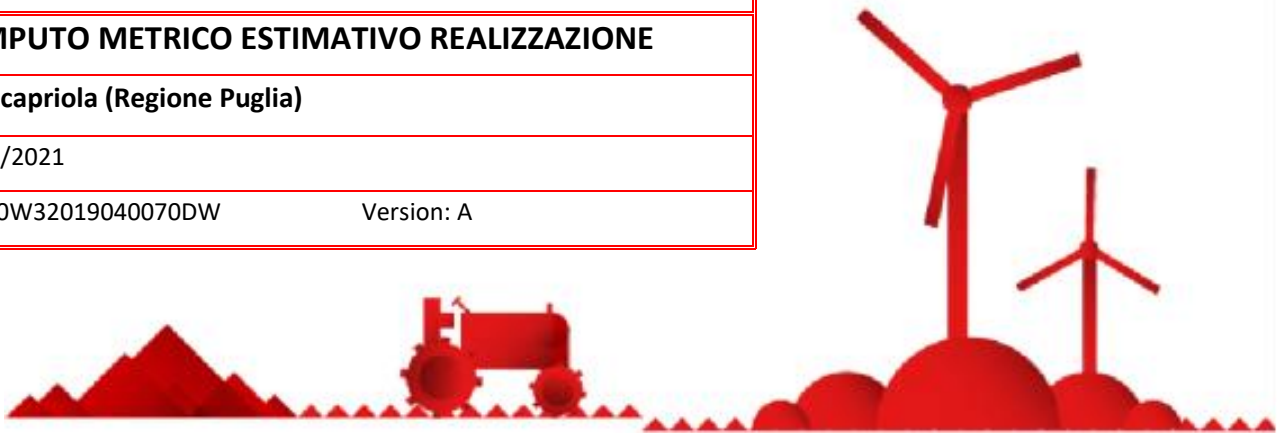 MPUTO METRICO ESTIMATIVO REALIZZAZIONE
capriola (Regione Puglia)
/2021
0W32019040070DW Version: A